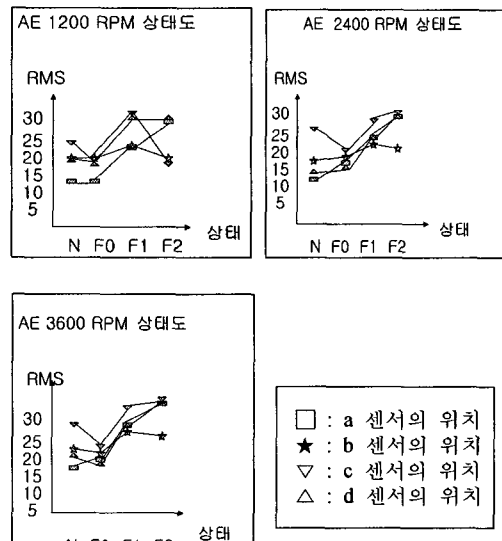 AE 1200 RPM 상태도
RMS
30
25
20
15
10
5
상태
N F0 F1 F2
AE 2400 RPM 상태도
RMS
30
25
20
15
10
5
상태
N F0 F1 F2
AE 3600 RPM 상태도
RMS
30
25
20
15
10
5
상태
□ : a 센서의 위치
★ : b 센서의 위치
▽ : c 센서의 위치
△ : d 센서의 위치